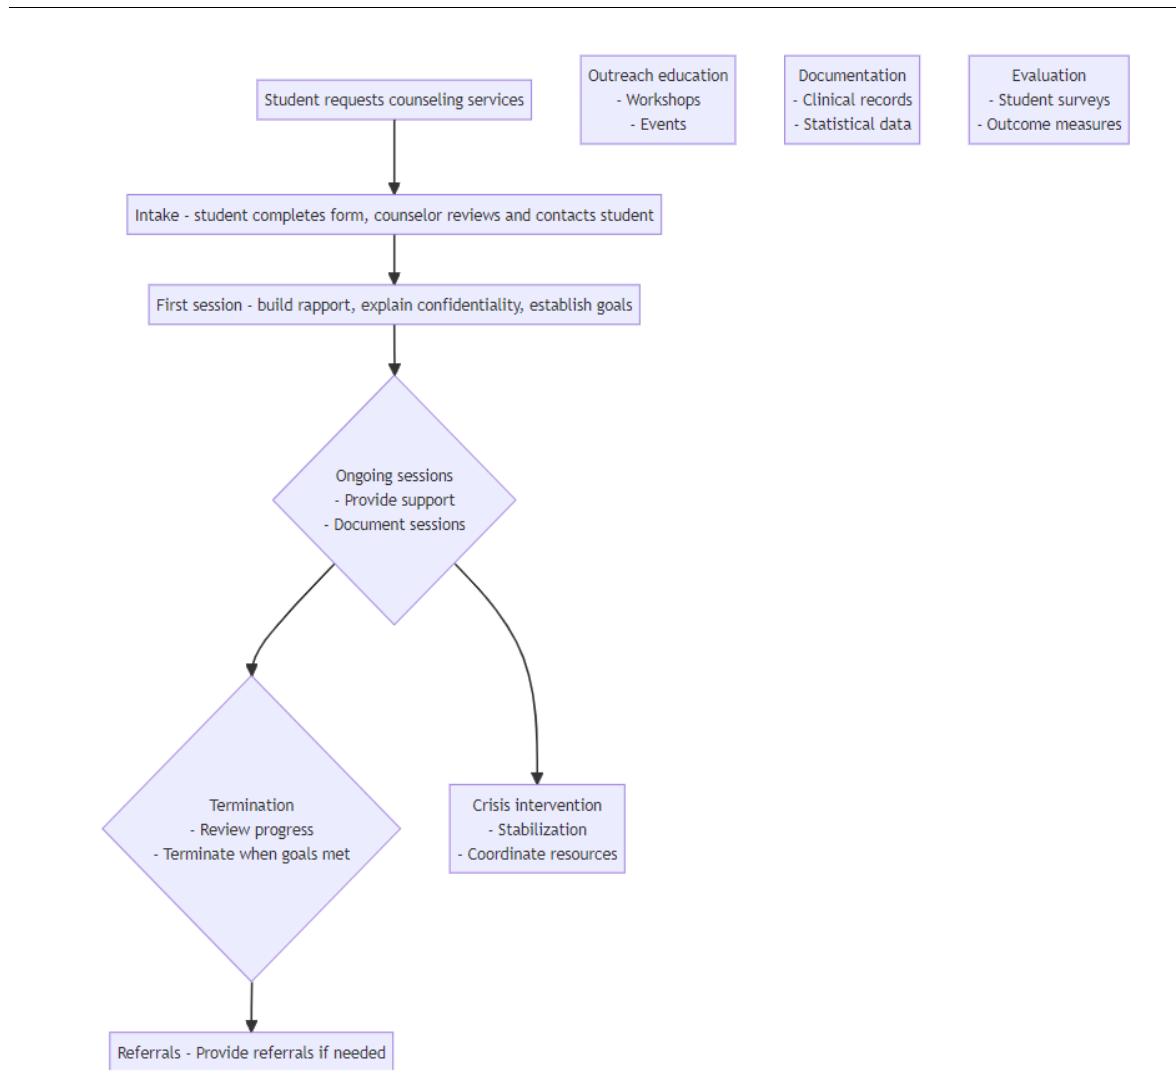 Student requests counseling services
Outreach education
- Workshops
- Events
Documentation
- Clinical records
- Statistical data
Evaluation
- Student surveys
- Outcome measures
Intake - student completes form, counselor reviews and contacts student
First session - build rapport, explain confidentiality, establish goals
Ongoing sessions
- Provide support
- Document sessions
Termination
- Review progress
- Terminate when goals met
Crisis intervention
- Stabilization
- Coordinate resources
Referrals - Provide referrals if needed